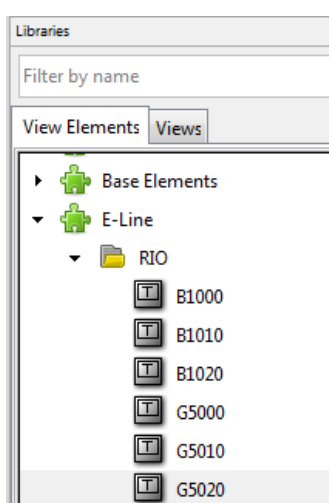 Libraries
Filter by name
View Elements Views
Base Elements
E-Line
RIO
T B1000
T B1010
T B1020
T G5000
T G5010
T G5020